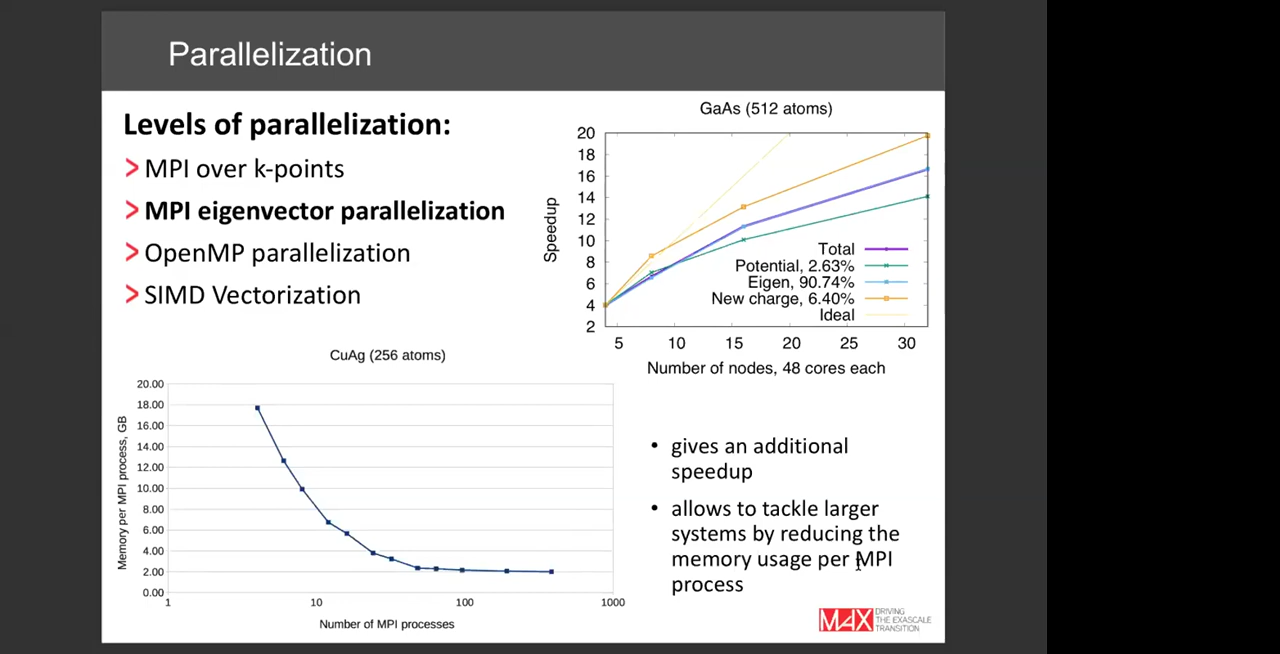 Parallelization
Levels of parallelization:
MPI over k-points
MPI eigenvector parallelization
OpenMP parallelization
SIMD Vectorization
GaAs (512 atoms)
20
18
16
14
12
10
8
6
4
2
Speedup
Total
Potential, 2.63%
Eigen, 90.74%
New charge, 6.40%
Ideal
5 10 15 20 25 30
Number of nodes, 48 cores each
CuAg (256 atoms)
20.00
18.00
16.00
14.00
12.00
10.00
8.00
6.00
4.00
2.00
0.00
Memory per MPI process, GB
1 10 100 1000
Number of MPI processes
• gives an additional
speedup
• allows to tackle larger
systems by reducing the
memory usage per MPI
process
MAX DRIVING
THE EXASCALE
TRANSITION